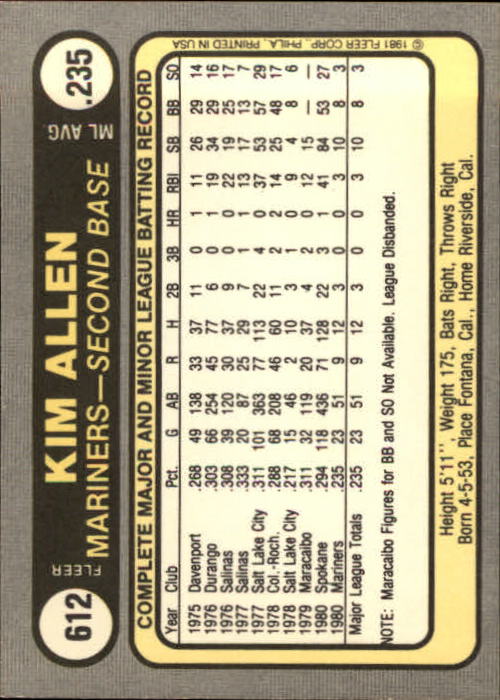 612 FLEER
KIM ALLEN
MARINERS—SECOND BASE
ML AVG. .235
COMPLETE MAJOR AND MINOR LEAGUE BATTING RECORD
Year Club Pct. G AB R H 2B 3B HR RBI SB BB SO
1975 Davenport .268 49 138 33 37 11 0 1 11 26 29 14
1976 Durango .303 66 254 45 77 6 1 1 19 34 29 16
1976 Salinas .308 39 120 30 37 9 0 0 22 19 25 17
1977 Salinas .333 20 87 25 29 7 1 1 13 17 13 7
1977 Salt Lake City .311 101 363 77 113 22 4 0 37 53 57 29
1978 Col.-Roch. .288 68 208 46 60 11 2 2 14 25 48 17
1978 Salt Lake City .217 15 46 2 10 3 1 0 9 4 8 6
1979 Maracaibo .311 32 119 20 37 4 2 0 12 15 — —
1980 Spokane .294 118 436 71 128 22 3 1 41 84 53 27
1980 Mariners .235 23 51 9 12 3 0 0 3 10 8 3
Major League Totals .235 23 51 9 12 3 0 0 3 10 8 3
NOTE: Maracaibo Figures for BB and SO Not Available. League Disbanded.
Height 5'11'', Weight 175, Bats Right, Throws Right
Born 4-5-53, Place Fontana, Cal., Home Riverside, Cal.
© 1981 FLEER CORP., PHILA., PRINTED IN USA